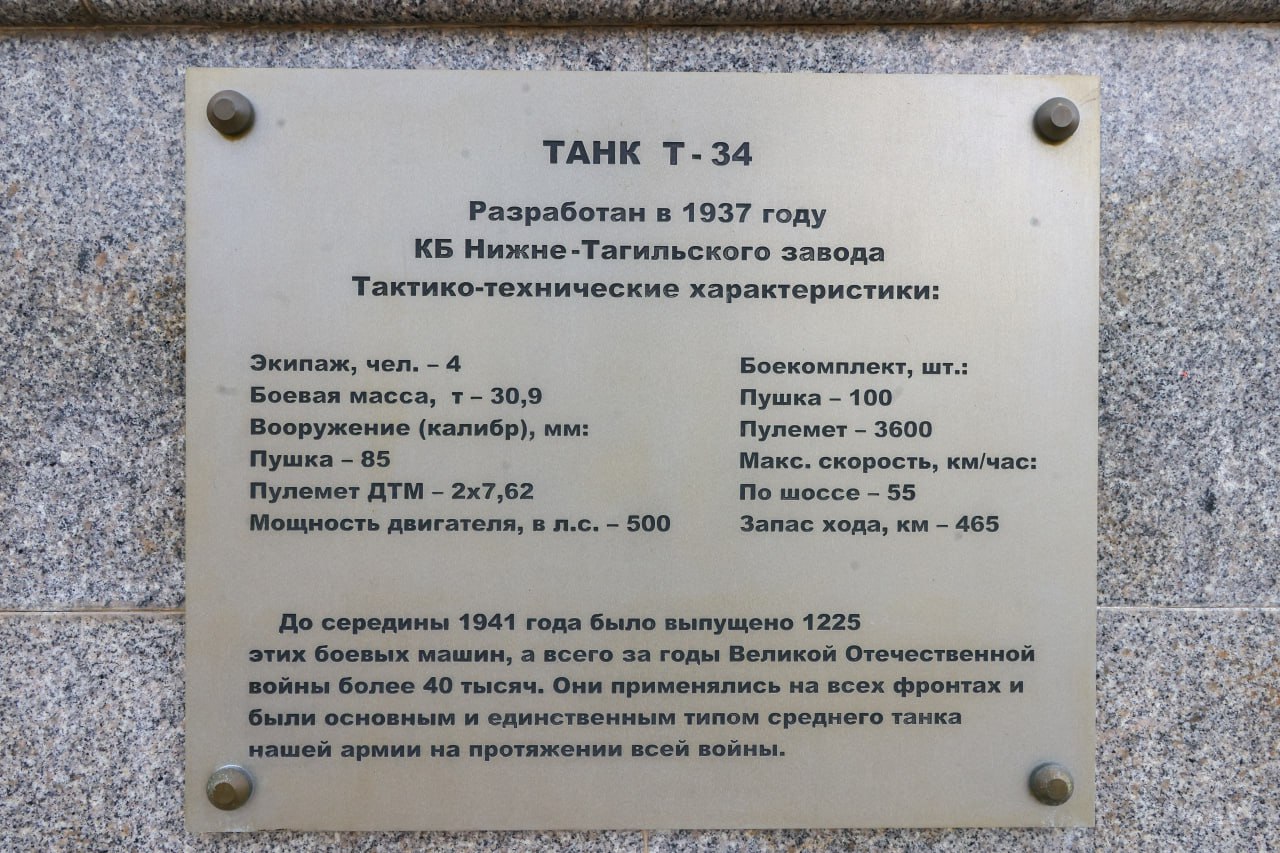 ТАНК Т - 34
Разработан в 1937 году
КБ Нижне-Тагильского завода
Тактико-технические характеристики:
Экипаж, чел. – 4
Боевая масса, т – 30,9
Вооружение (калибр), мм:
Пушка – 85
Пулемет ДТМ – 2х7,62
Мощность двигателя, в л.с. – 500
Боекомплект, шт.:
Пушка – 100
Пулемет – 3600
Макс. скорость, км/час:
По шоссе – 55
Запас хода, км – 465
До середины 1941 года было выпущено 1225
этих боевых машин, а всего за годы Великой Отечественной
войны более 40 тысяч. Они применялись на всех фронтах и
были основным и единственным типом среднего танка
нашей армии на протяжении всей войны.